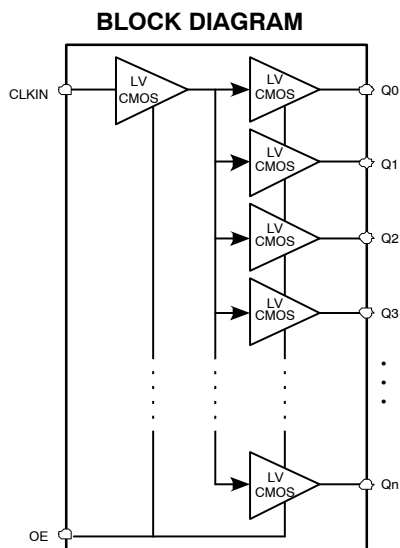 BLOCK DIAGRAM
CLKIN
LV
CMOS
LV
CMOS
Q0
LV
CMOS
Q1
LV
CMOS
Q2
LV
CMOS
Q3
LV
CMOS
Qn
OE